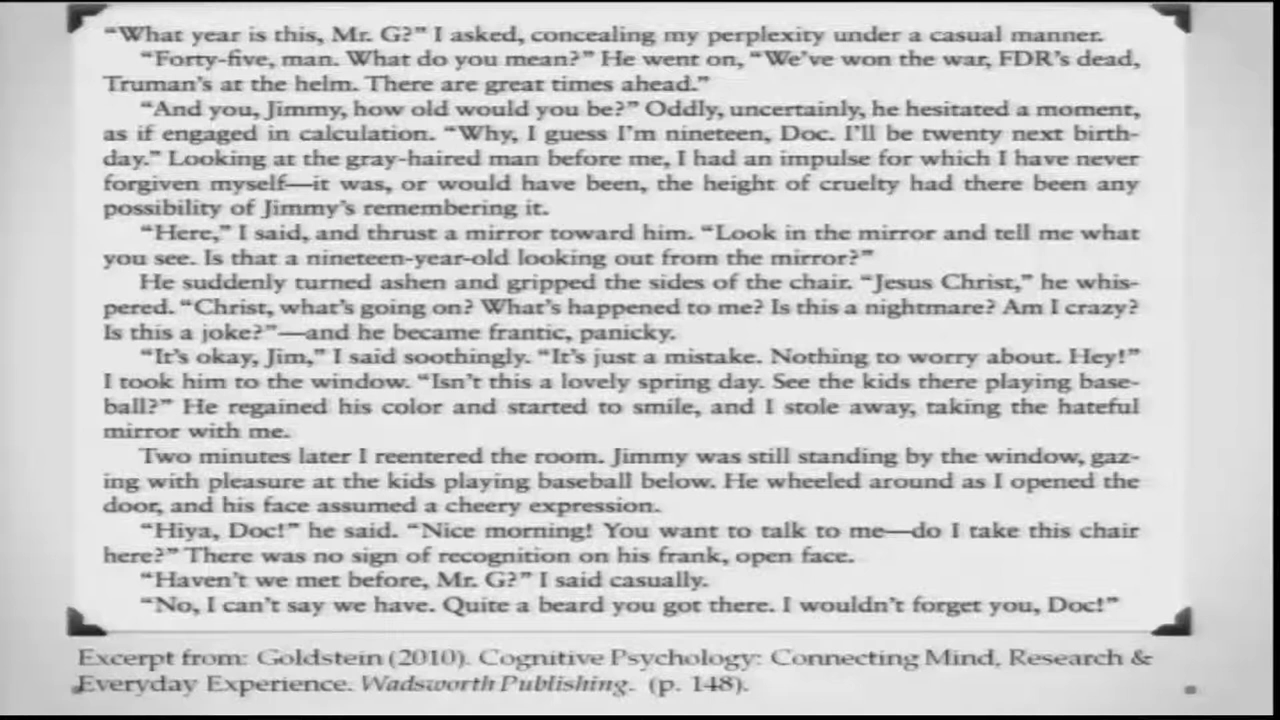 “What year is this, Mr. G?” I asked, concealing my perplexity under a casual manner.
“Forty-five, man. What do you mean?” He went on, “We’ve won the war, FDR’s dead,
Truman’s at the helm. There are great times ahead.”
“And you, Jimmy, how old would you be?” Oddly, uncertainly, he hesitated a moment,
as if engaged in calculation. “Why, I guess I’m nineteen, Doc. I’ll be twenty next birth-
day.” Looking at the gray-haired man before me, I had an impulse for which I have never
forgiven myself—it was, or would have been, the height of cruelty had there been any
possibility of Jimmy’s remembering it.
“Here,” I said, and thrust a mirror toward him. “Look in the mirror and tell me what
you see. Is that a nineteen-year-old looking out from the mirror?”
He suddenly turned ashen and gripped the sides of the chair. “Jesus Christ,” he whis-
pered. “Christ, what’s going on? What’s happened to me? Is this a nightmare? Am I crazy?
Is this a joke?”—and he became frantic, panicky.
“It’s okay, Jim,” I said soothingly. “It’s just a mistake. Nothing to worry about. Hey!”
I took him to the window. “Isn’t this a lovely spring day. See the kids there playing base-
ball?” He regained his color and started to smile, and I stole away, taking the hateful
mirror with me.
Two minutes later I reentered the room. Jimmy was still standing by the window, gaz-
ing with pleasure at the kids playing baseball below. He wheeled around as I opened the
door, and his face assumed a cheery expression.
“Hiya, Doc!” he said. “Nice morning! You want to talk to me—do I take this chair
here?” There was no sign of recognition on his frank, open face.
“Haven’t we met before, Mr. G?” I said casually.
“No, I can’t say we have. Quite a beard you got there. I wouldn’t forget you, Doc!”
Excerpt from: Goldstein (2010). Cognitive Psychology: Connecting Mind, Research &
Everyday Experience. Wadsworth Publishing. (p. 148).